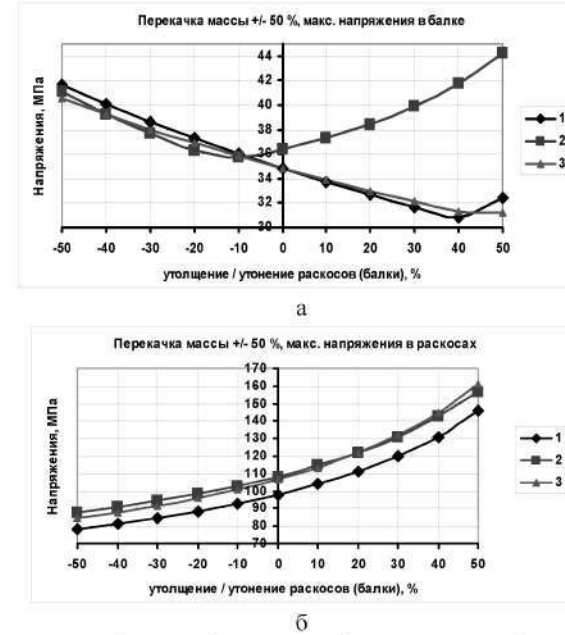 Перекачка массы +/- 50 %, макс. напряжения в балке
44
42
40
38
36
34
32
30
Напряжения, МПа
-50 -40 -30 -20 -10 0 10 20 30 40 50
утолщение / утонение раскосов (балки), %
1
2
3
а
Перекачка массы +/- 50 %, макс. напряжения в раскосах
170
160
150
140
130
120
110
100
90
80
70
Напряжения, МПа
-50 -40 -30 -20 -10 0 10 20 30 40 50
утолщение / утонение раскосов (балки), %
1
2
3
б